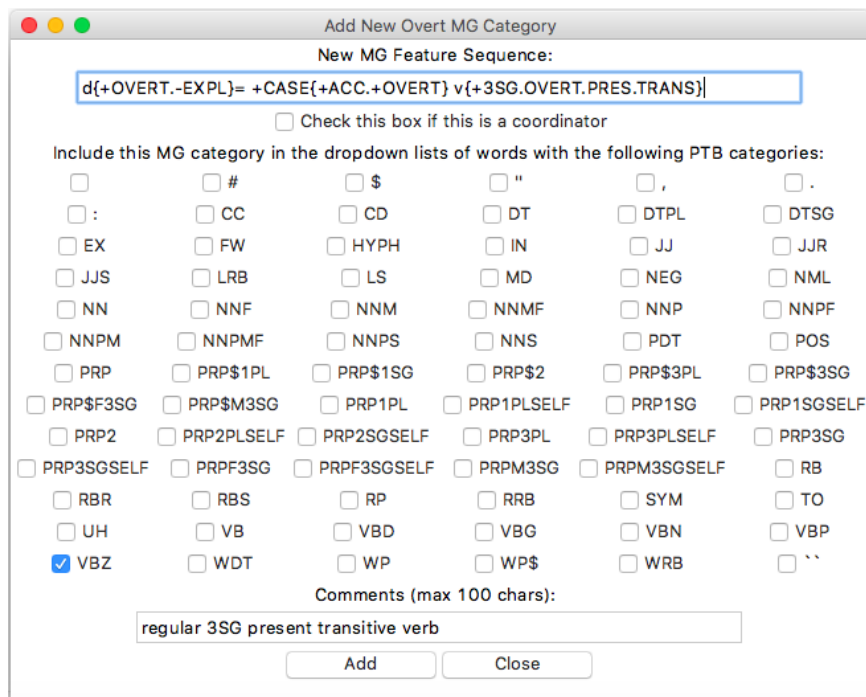 Add New Overt MG Category
New MG Feature Sequence:
d{+OVERT.-EXPL}= +CASE{+ACC.+OVERT} v{+3SG.OVERT.PRES.TRANS}
Check this box if this is a coordinator
Include this MG category in the dropdown lists of words with the following PTB categories:
# $ " , .
: CC CD DT DTPL DTSG
EX FW HYPH IN JJ JJR
JJS LRB LS MD NEG NML
NN NNF NNM NNMF NNP NNPF
NNPM NNPMF NNPS NNS PDT POS
PRP PRP$1PL PRP$1SG PRP$2 PRP$3PL PRP$3SG
PRP$F3SG PRP$M3SG PRP1PL PRP1PLSELF PRP1SG PRP1SGSELF
PRP2 PRP2PLSELF PRP2SGSELF PRP3PL PRP3PLSELF PRP3SG
PRP3SGSELF PRPF3SG PRPF3SGSELF PRPM3SG PRPM3SGSELF RB
RBR RBS RP RRB SYM TO
UH VB VBD VBG VBN VBP
VBZ WDT WP WP$ WRB ``
Comments (max 100 chars):
regular 3SG present transitive verb
Add Close